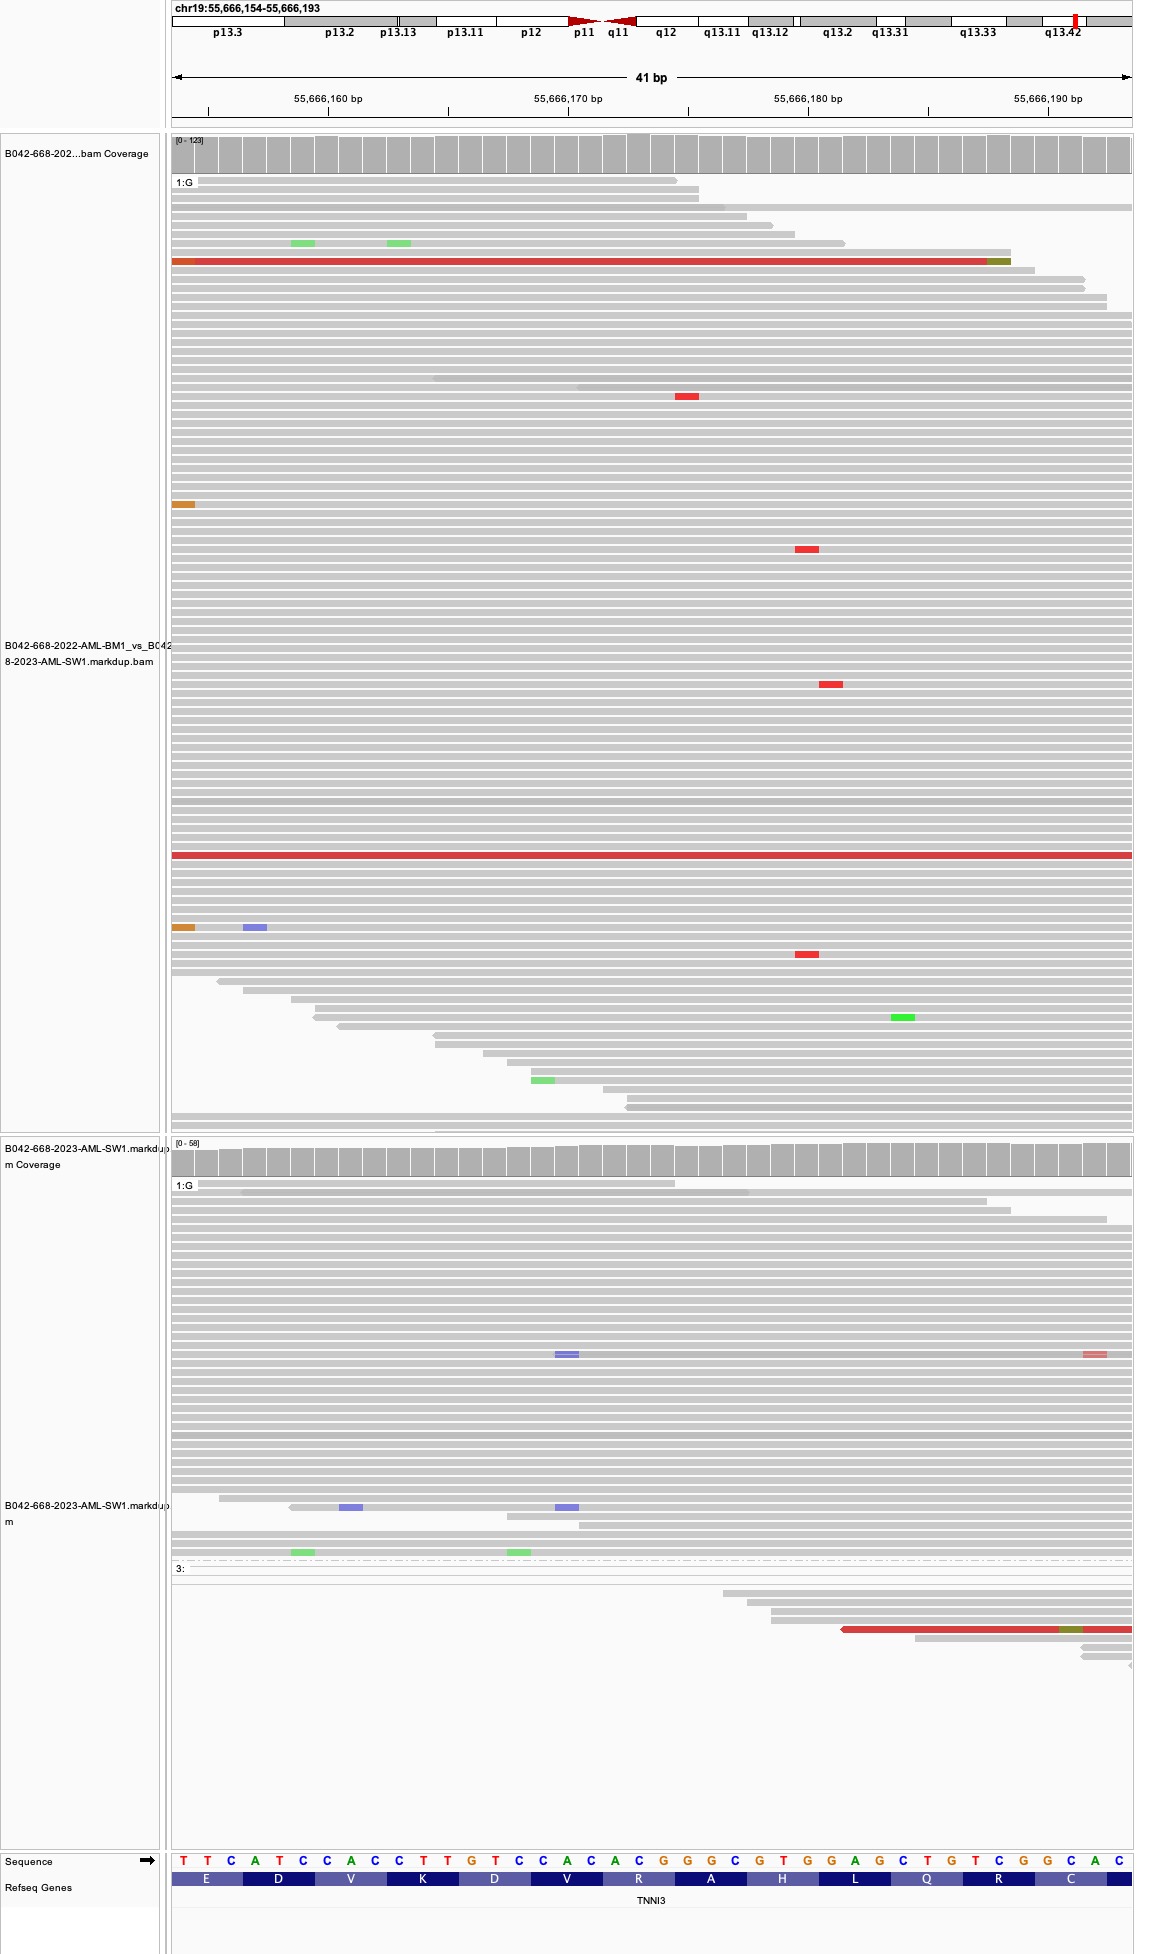 chr19:55,666,154-55,666,193
p13.3 p13.2 p13.13 p13.11 p12 p11 q11 q12 q13.11 q13.12 q13.2 q13.31 q13.33 q13.42
41 bp
55,666,160 bp 55,666,170 bp 55,666,180 bp 55,666,190 bp
B042-668-202...bam Coverage
[0 - 123]
1:G
B042-668-2022-AML-BM1_vs_B042
8-2023-AML-SW1.markdup.bam
B042-668-2023-AML-SW1.markdup
m Coverage
[0 - 58]
1:G
B042-668-2023-AML-SW1.markdup
m
3:
Sequence
T T C A T C C A C C T T G T C C A C A C G G G C G T G G A G C T G T C G G C A C
Refseq Genes
E D V K D V R A H L Q R C
TNNI3